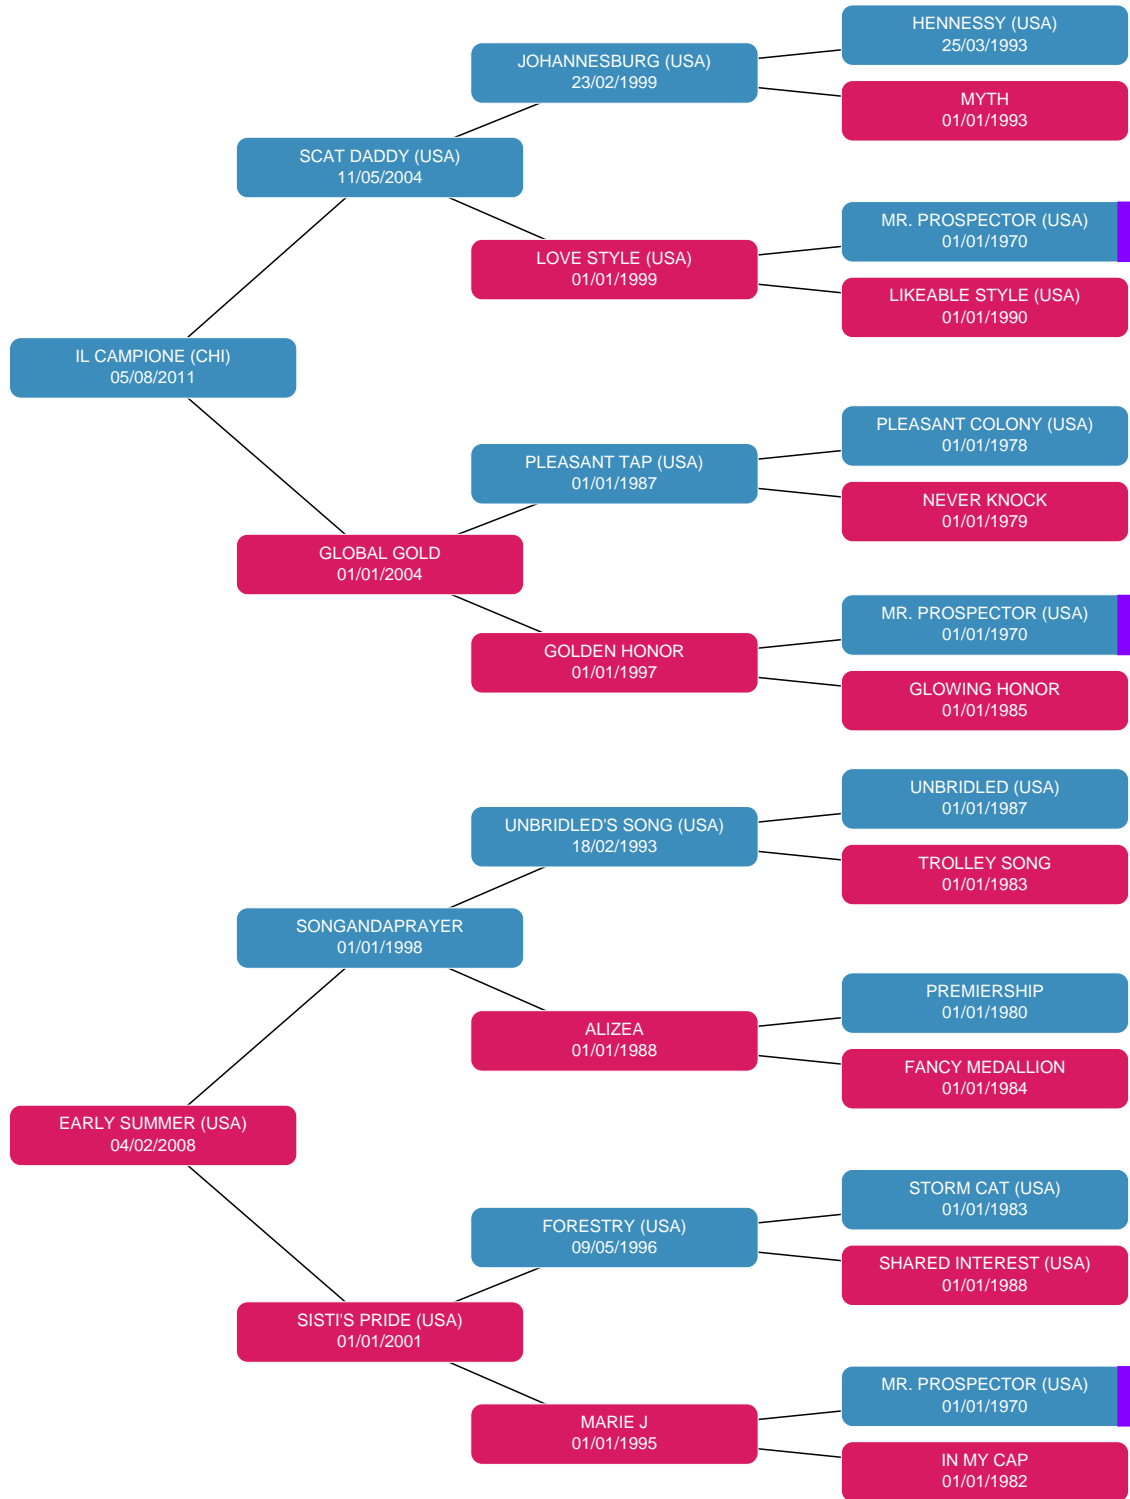 HENNESSY (USA)
25/03/1993
JOHANNESBURG (USA)
23/02/1999
MYTH
01/01/1993
SCAT DADDY (USA)
11/05/2004
MR. PROSPECTOR (USA)
01/01/1970
LOVE STYLE (USA)
01/01/1999
LIKEABLE STYLE (USA)
01/01/1990
IL CAMPIONE (CHI)
05/08/2011
PLEASANT COLONY (USA)
01/01/1978
PLEASANT TAP (USA)
01/01/1987
NEVER KNOCK
01/01/1979
GLOBAL GOLD
01/01/2004
MR. PROSPECTOR (USA)
01/01/1970
GOLDEN HONOR
01/01/1997
GLOWING HONOR
01/01/1985
UNBRIDLED (USA)
01/01/1987
UNBRIDLED'S SONG (USA)
18/02/1993
TROLLEY SONG
01/01/1983
SONGANDAPRAYER
01/01/1998
PREMIERSHIP
01/01/1980
ALIZEA
01/01/1988
FANCY MEDALLION
01/01/1984
EARLY SUMMER (USA)
04/02/2008
STORM CAT (USA)
01/01/1983
FORESTRY (USA)
09/05/1996
SHARED INTEREST (USA)
01/01/1988
SISTI'S PRIDE (USA)
01/01/2001
MR. PROSPECTOR (USA)
01/01/1970
MARIE J
01/01/1995
IN MY CAP
01/01/1982